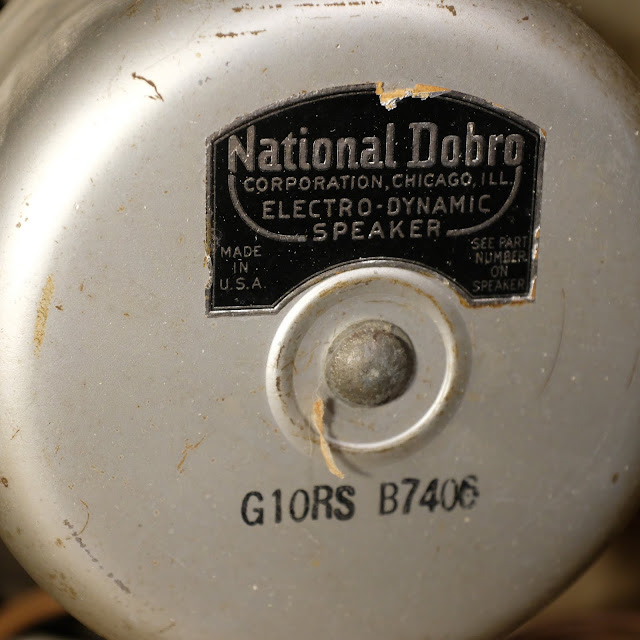 National Dobro
CORPORATION, CHICAGO, ILL.
ELECTRO-DYNAMIC
SPEAKER
MADE
IN
U.S.A.
SEE PART
NUMBER
ON
SPEAKER
G10RS B7406